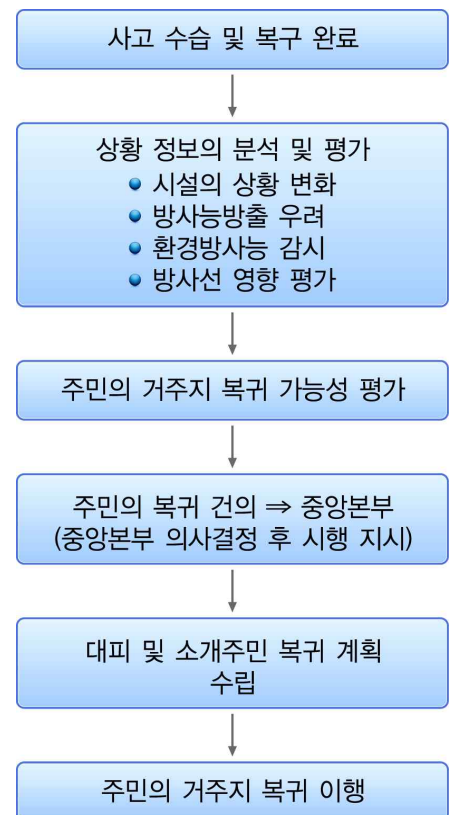 사고 수습 및 복구 완료
상황 정보의 분석 및 평가
시설의 상황 변화
방사능방출 우려
환경방사능 감시
방사선 영향 평가
주민의 거주지 복귀 가능성 평가
주민의 복귀 건의 ⇒ 중앙본부
(중앙본부 의사결정 후 시행 지시)
대피 및 소개주민 복귀 계획
수립
주민의 거주지 복귀 이행